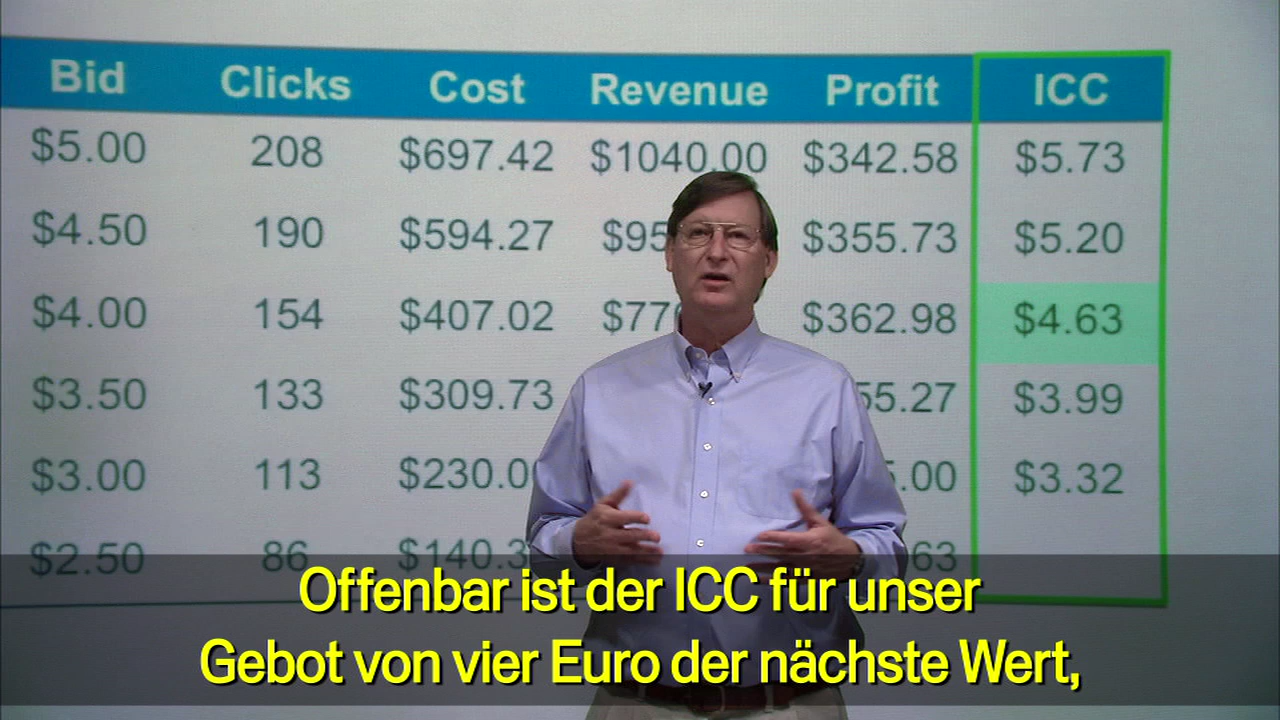 Bid Clicks Cost Revenue Profit ICC
$5.00 208 $697.42 $1040.00 $342.58 $5.73
$4.50 190 $594.27 $355.73 $5.20
$4.00 154 $407.02 $362.98 $4.63
$3.50 133 $309.73 $3.99
$3.00 113 $3.32
$2.50 86
Offenbar ist der ICC für unser
Gebot von vier Euro der nächste Wert,